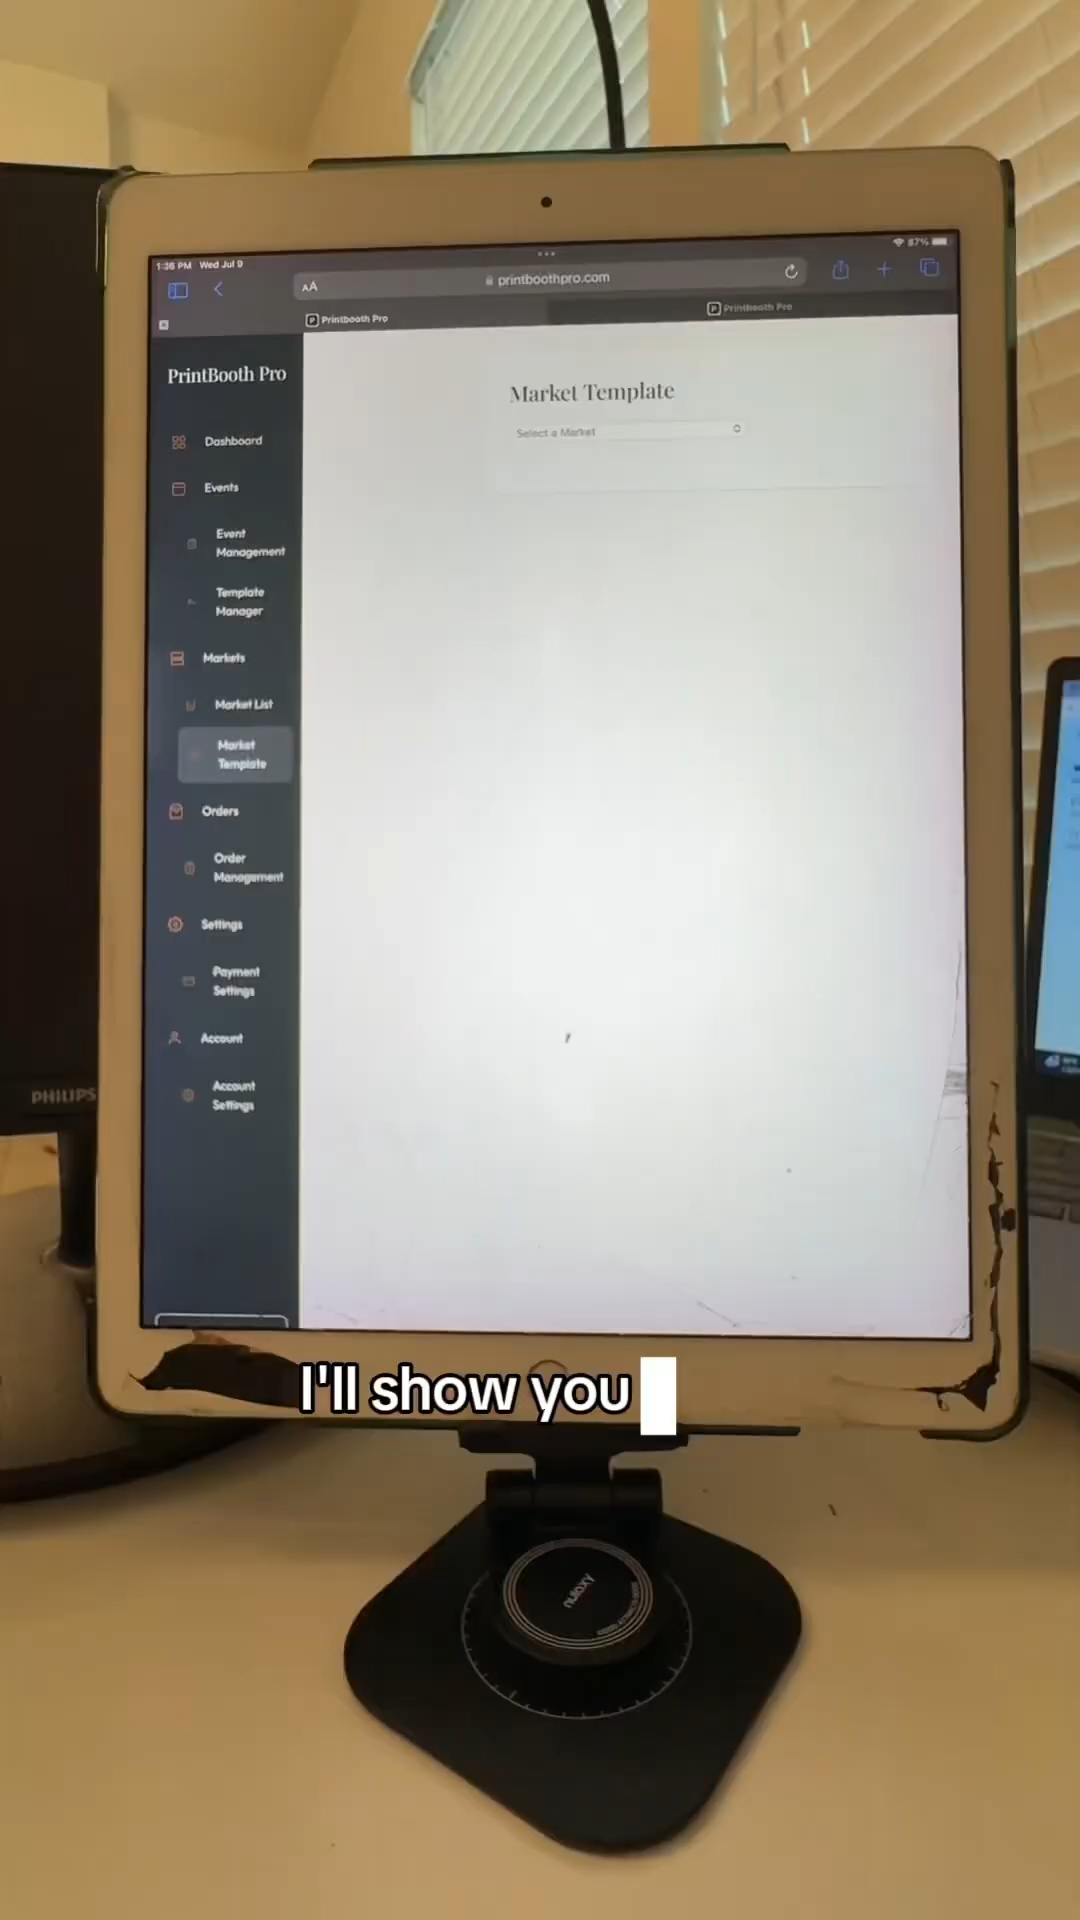 1:36 PM Wed Jul 9
87%
AA
printboothpro.com
P Printbooth Pro
P Printbooth Pro
PrintBooth Pro
Market Template
Select a Market
Dashboard
Events
Event
Management
Template
Manager
Markets
Market List
Market
Template
Orders
Order
Management
Settings
Payment
Settings
Account
Account
Settings
PHILIPS
I'll show you
nulaxy